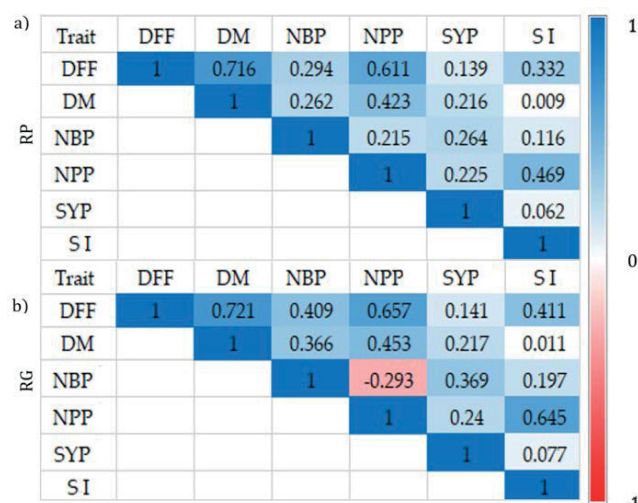 a)
Trait DFF DM NBP NPP SYP S I
DFF 1 0.716 0.294 0.611 0.139 0.332
DM 1 0.262 0.423 0.216 0.009
NBP 1 0.215 0.264 0.116
NPP 1 0.225 0.469
SYP 1 0.062
S I 1
RP
b)
Trait DFF DM NBP NPP SYP S I
DFF 1 0.721 0.409 0.657 0.141 0.411
DM 1 0.366 0.453 0.217 0.011
NBP 1 -0.293 0.369 0.197
NPP 1 0.24 0.645
SYP 1 0.077
S I 1
RG
1
0
-1